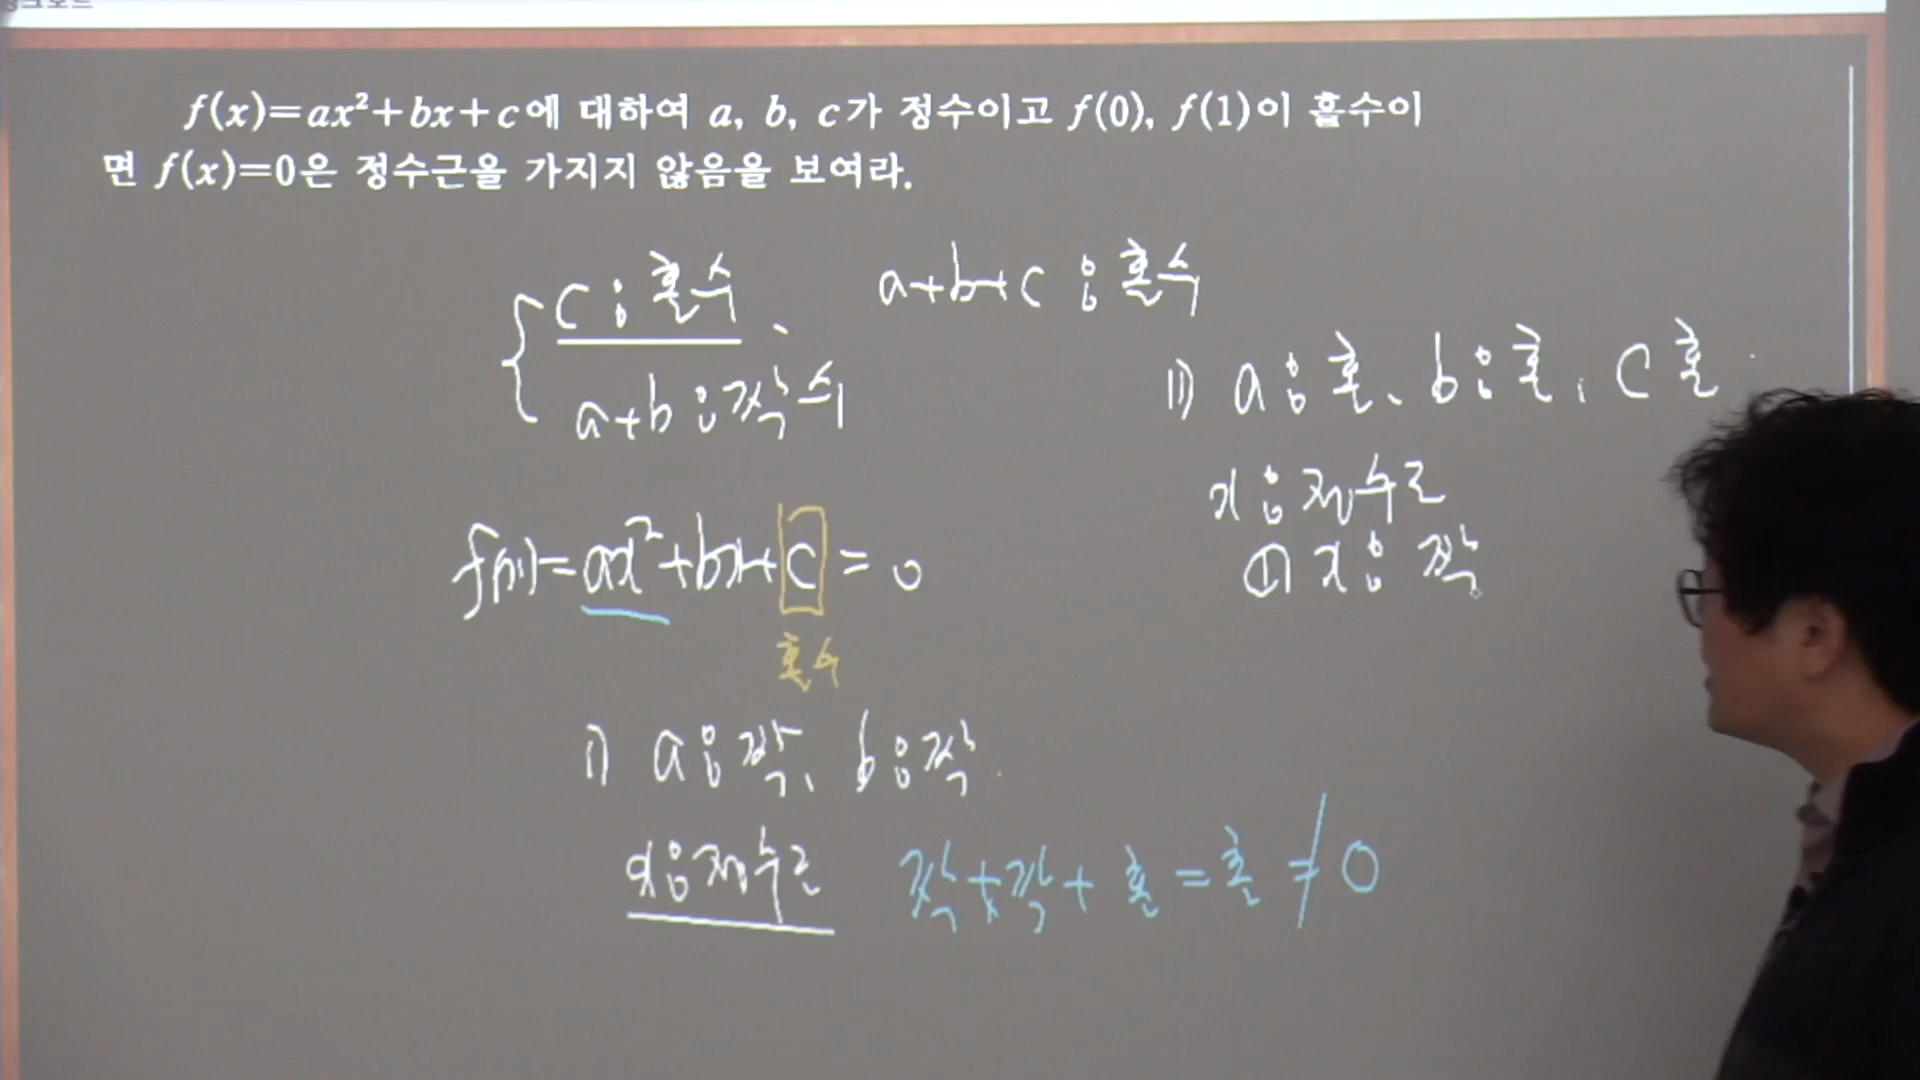 f(x)=ax²+bx+c에 대하여 a, b, c가 정수이고 f(0), f(1)이 홀수이
면 f(x)=0은 정수근을 가지지 않음을 보여라.
c : 홀수, a+b+c : 홀수
a+b : 짝수
f(x)=ax²+bx+c=0
홀수
i) a : 짝, b : 짝.
x : 정수근
짝+짝+홀=홀≠0
ii) a : 홀, b : 홀, c 홀
x : 정수근
① x : 짝